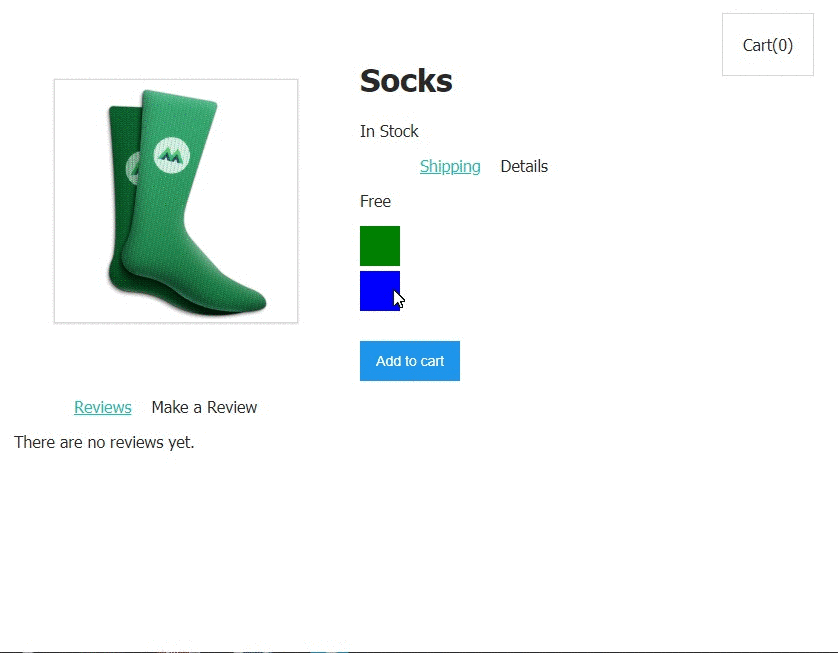 Cart(0)
Socks
In Stock
Shipping Details
Free
Add to cart
Reviews Make a Review
There are no reviews yet.